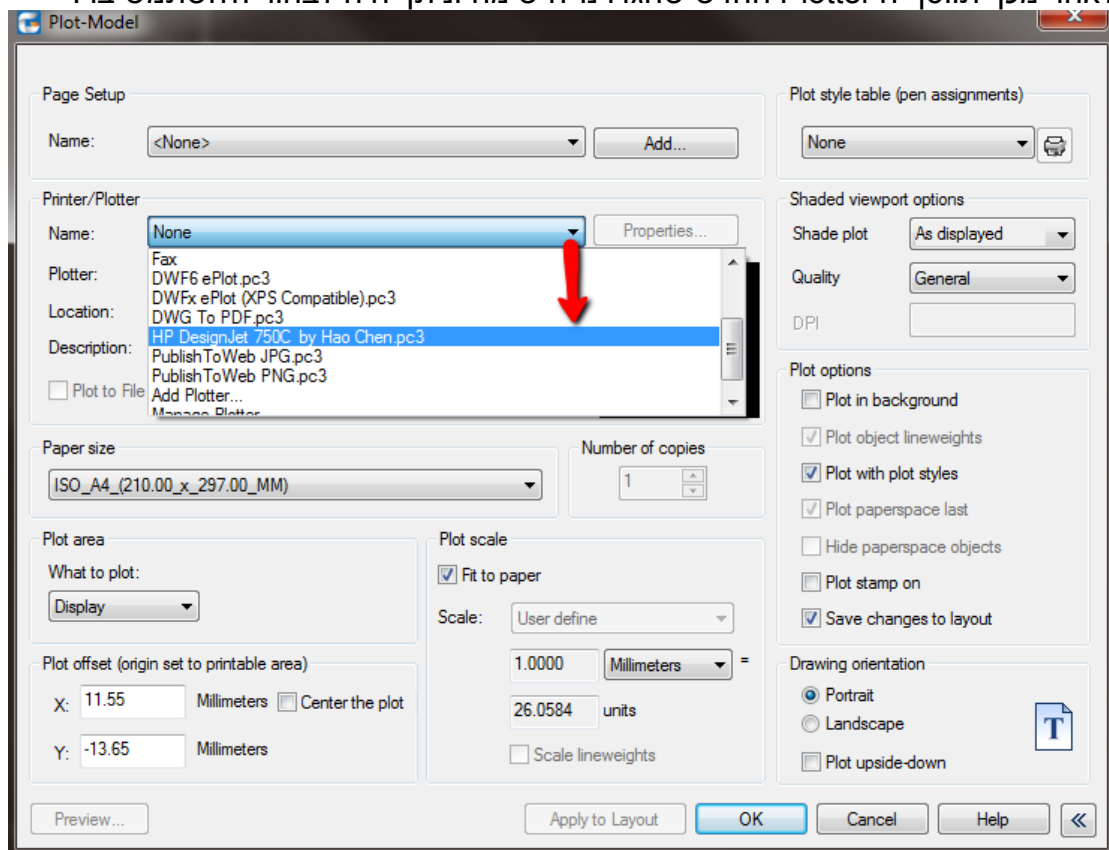 Plot-Model
Page Setup
Name: <None> Add...
Plot style table (pen assignments)
None
Printer/Plotter
Name: None Properties...
Fax
DWF6 ePlot.pc3
DWFx ePlot (XPS Compatible).pc3
DWG To PDF.pc3
HP DesignJet 750C by Hao Chen.pc3
PublishToWeb JPG.pc3
PublishToWeb PNG.pc3
Add Plotter...
Manage Plotter
Plotter:
Location:
Description:
Plot to File
Shaded viewport options
Shade plot As displayed
Quality General
DPI
Paper size
ISO_A4_(210.00_x_297.00_MM)
Number of copies
1
Plot options
Plot in background
Plot object lineweights
Plot with plot styles
Plot paperspace last
Hide paperspace objects
Plot stamp on
Save changes to layout
Plot area
What to plot:
Display
Plot scale
Fit to paper
Scale: User define
1.0000 Millimeters =
26.0584 units
Scale lineweights
Plot offset (origin set to printable area)
X: 11.55 Millimeters Center the plot
Y: -13.65 Millimeters
Drawing orientation
Portrait
Landscape
Plot upside-down
T
Preview... Apply to Layout OK Cancel Help